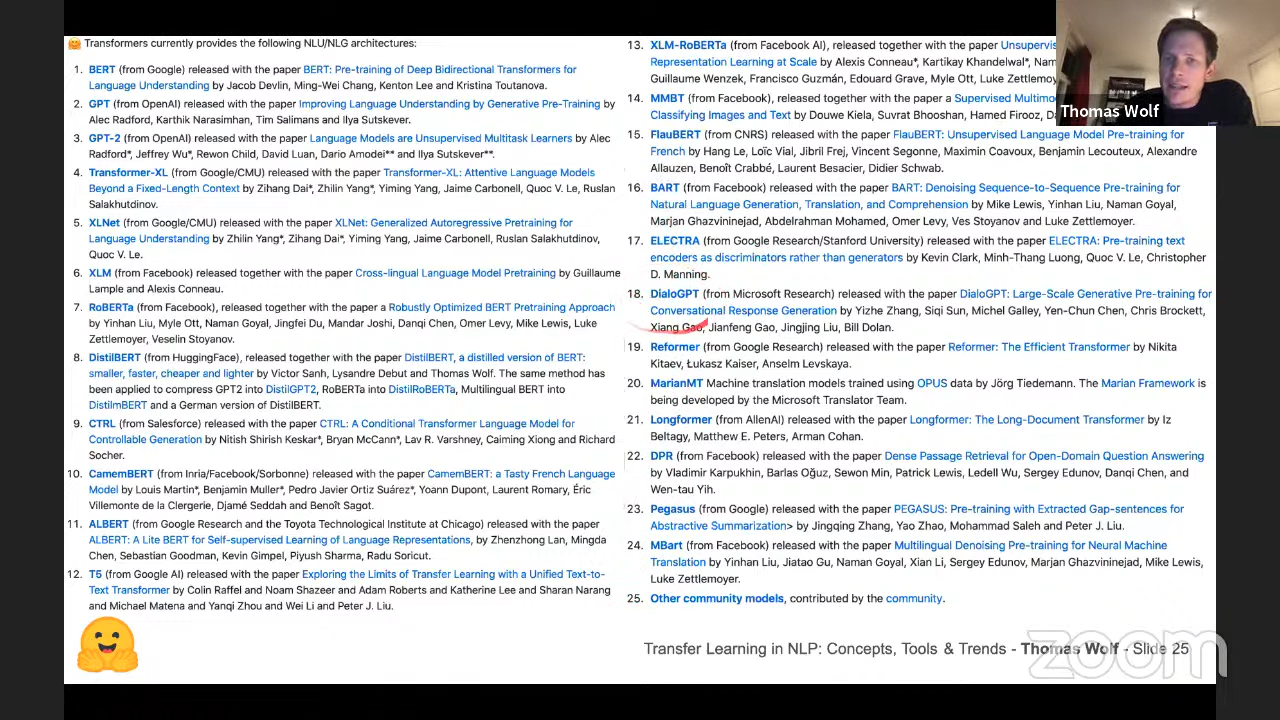 🤗 Transformers currently provides the following NLU/NLG architectures:
1. BERT (from Google) released with the paper BERT: Pre-training of Deep Bidirectional Transformers for
Language Understanding by Jacob Devlin, Ming-Wei Chang, Kenton Lee and Kristina Toutanova.
2. GPT (from OpenAI) released with the paper Improving Language Understanding by Generative Pre-Training by
Alec Radford, Karthik Narasimhan, Tim Salimans and Ilya Sutskever.
3. GPT-2 (from OpenAI) released with the paper Language Models are Unsupervised Multitask Learners by Alec
Radford*, Jeffrey Wu*, Rewon Child, David Luan, Dario Amodei** and Ilya Sutskever**.
4. Transformer-XL (from Google/CMU) released with the paper Transformer-XL: Attentive Language Models
Beyond a Fixed-Length Context by Zihang Dai*, Zhilin Yang*, Yiming Yang, Jaime Carbonell, Quoc V. Le, Ruslan
Salakhutdinov.
5. XLNet (from Google/CMU) released with the paper XLNet: Generalized Autoregressive Pretraining for
Language Understanding by Zhilin Yang*, Zihang Dai*, Yiming Yang, Jaime Carbonell, Ruslan Salakhutdinov,
Quoc V. Le.
6. XLM (from Facebook) released together with the paper Cross-lingual Language Model Pretraining by Guillaume
Lample and Alexis Conneau.
7. RoBERTa (from Facebook), released together with the paper a Robustly Optimized BERT Pretraining Approach
by Yinhan Liu, Myle Ott, Naman Goyal, Jingfei Du, Mandar Joshi, Danqi Chen, Omer Levy, Mike Lewis, Luke
Zettlemoyer, Veselin Stoyanov.
8. DistilBERT (from HuggingFace), released together with the paper DistilBERT, a distilled version of BERT:
smaller, faster, cheaper and lighter by Victor Sanh, Lysandre Debut and Thomas Wolf. The same method has
been applied to compress GPT2 into DistilGPT2, RoBERTa into DistilRoBERTa, Multilingual BERT into
DistilmBERT and a German version of DistilBERT.
9. CTRL (from Salesforce) released with the paper CTRL: A Conditional Transformer Language Model for
Controllable Generation by Nitish Shirish Keskar*, Bryan McCann*, Lav R. Varshney, Caiming Xiong and Richard
Socher.
10. CamemBERT (from Inria/Facebook/Sorbonne) released with the paper CamemBERT: a Tasty French Language
Model by Louis Martin*, Benjamin Muller*, Pedro Javier Ortiz Suárez*, Yoann Dupont, Laurent Romary, Éric
Villemonte de la Clergerie, Djamé Seddah and Benoît Sagot.
11. ALBERT (from Google Research and the Toyota Technological Institute at Chicago) released with the paper
ALBERT: A Lite BERT for Self-supervised Learning of Language Representations, by Zhenzhong Lan, Mingda
Chen, Sebastian Goodman, Kevin Gimpel, Piyush Sharma, Radu Soricut.
12. T5 (from Google AI) released with the paper Exploring the Limits of Transfer Learning with a Unified Text-to-
Text Transformer by Colin Raffel and Noam Shazeer and Adam Roberts and Katherine Lee and Sharan Narang
and Michael Matena and Yanqi Zhou and Wei Li and Peter J. Liu.
13. XLM-RoBERTa (from Facebook AI), released together with the paper Unsupervis
Representation Learning at Scale by Alexis Conneau*, Kartikay Khandelwal*, Nam
Guillaume Wenzek, Francisco Guzmán, Edouard Grave, Myle Ott, Luke Zettlemoy
14. MMBT (from Facebook), released together with the paper a Supervised Multimo
Classifying Images and Text by Douwe Kiela, Suvrat Bhooshan, Hamed Firooz, D
15. FlauBERT (from CNRS) released with the paper FlauBERT: Unsupervised Language Model Pre-training for
French by Hang Le, Loïc Vial, Jibril Frej, Vincent Segonne, Maximin Coavoux, Benjamin Lecouteux, Alexandre
Allauzen, Benoît Crabbé, Laurent Besacier, Didier Schwab.
16. BART (from Facebook) released with the paper BART: Denoising Sequence-to-Sequence Pre-training for
Natural Language Generation, Translation, and Comprehension by Mike Lewis, Yinhan Liu, Naman Goyal,
Marjan Ghazvininejad, Abdelrahman Mohamed, Omer Levy, Ves Stoyanov and Luke Zettlemoyer.
17. ELECTRA (from Google Research/Stanford University) released with the paper ELECTRA: Pre-training text
encoders as discriminators rather than generators by Kevin Clark, Minh-Thang Luong, Quoc V. Le, Christopher
D. Manning.
18. DialoGPT (from Microsoft Research) released with the paper DialoGPT: Large-Scale Generative Pre-training for
Conversational Response Generation by Yizhe Zhang, Siqi Sun, Michel Galley, Yen-Chun Chen, Chris Brockett,
Xiang Gao, Jianfeng Gao, Jingjing Liu, Bill Dolan.
19. Reformer (from Google Research) released with the paper Reformer: The Efficient Transformer by Nikita
Kitaev, Łukasz Kaiser, Anselm Levskaya.
20. MarianMT Machine translation models trained using OPUS data by Jörg Tiedemann. The Marian Framework is
being developed by the Microsoft Translator Team.
21. Longformer (from AllenAI) released with the paper Longformer: The Long-Document Transformer by Iz
Beltagy, Matthew E. Peters, Arman Cohan.
22. DPR (from Facebook) released with the paper Dense Passage Retrieval for Open-Domain Question Answering
by Vladimir Karpukhin, Barlas Oğuz, Sewon Min, Patrick Lewis, Ledell Wu, Sergey Edunov, Danqi Chen, and
Wen-tau Yih.
23. Pegasus (from Google) released with the paper PEGASUS: Pre-training with Extracted Gap-sentences for
Abstractive Summarization> by Jingqing Zhang, Yao Zhao, Mohammad Saleh and Peter J. Liu.
24. MBart (from Facebook) released with the paper Multilingual Denoising Pre-training for Neural Machine
Translation by Yinhan Liu, Jiatao Gu, Naman Goyal, Xian Li, Sergey Edunov, Marjan Ghazvininejad, Mike Lewis,
Luke Zettlemoyer.
25. Other community models, contributed by the community.
Thomas Wolf
Transfer Learning in NLP: Concepts, Tools & Trends - Thomas Wolf - Slide 25
zoom